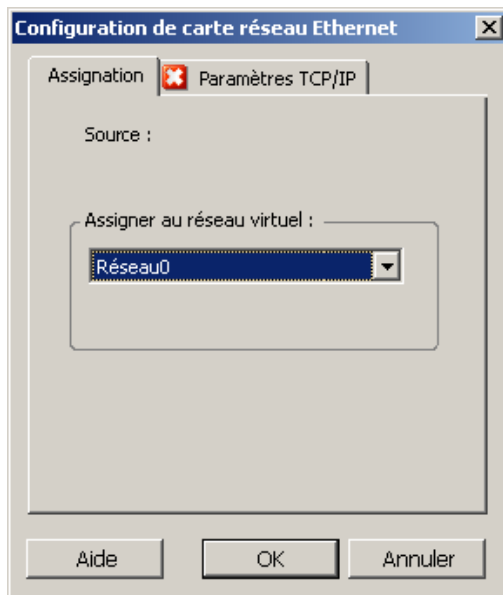 Configuration de carte réseau Ethernet
Assignation Paramètres TCP/IP
Source :
Assigner au réseau virtuel :
Réseau0
Aide OK Annuler